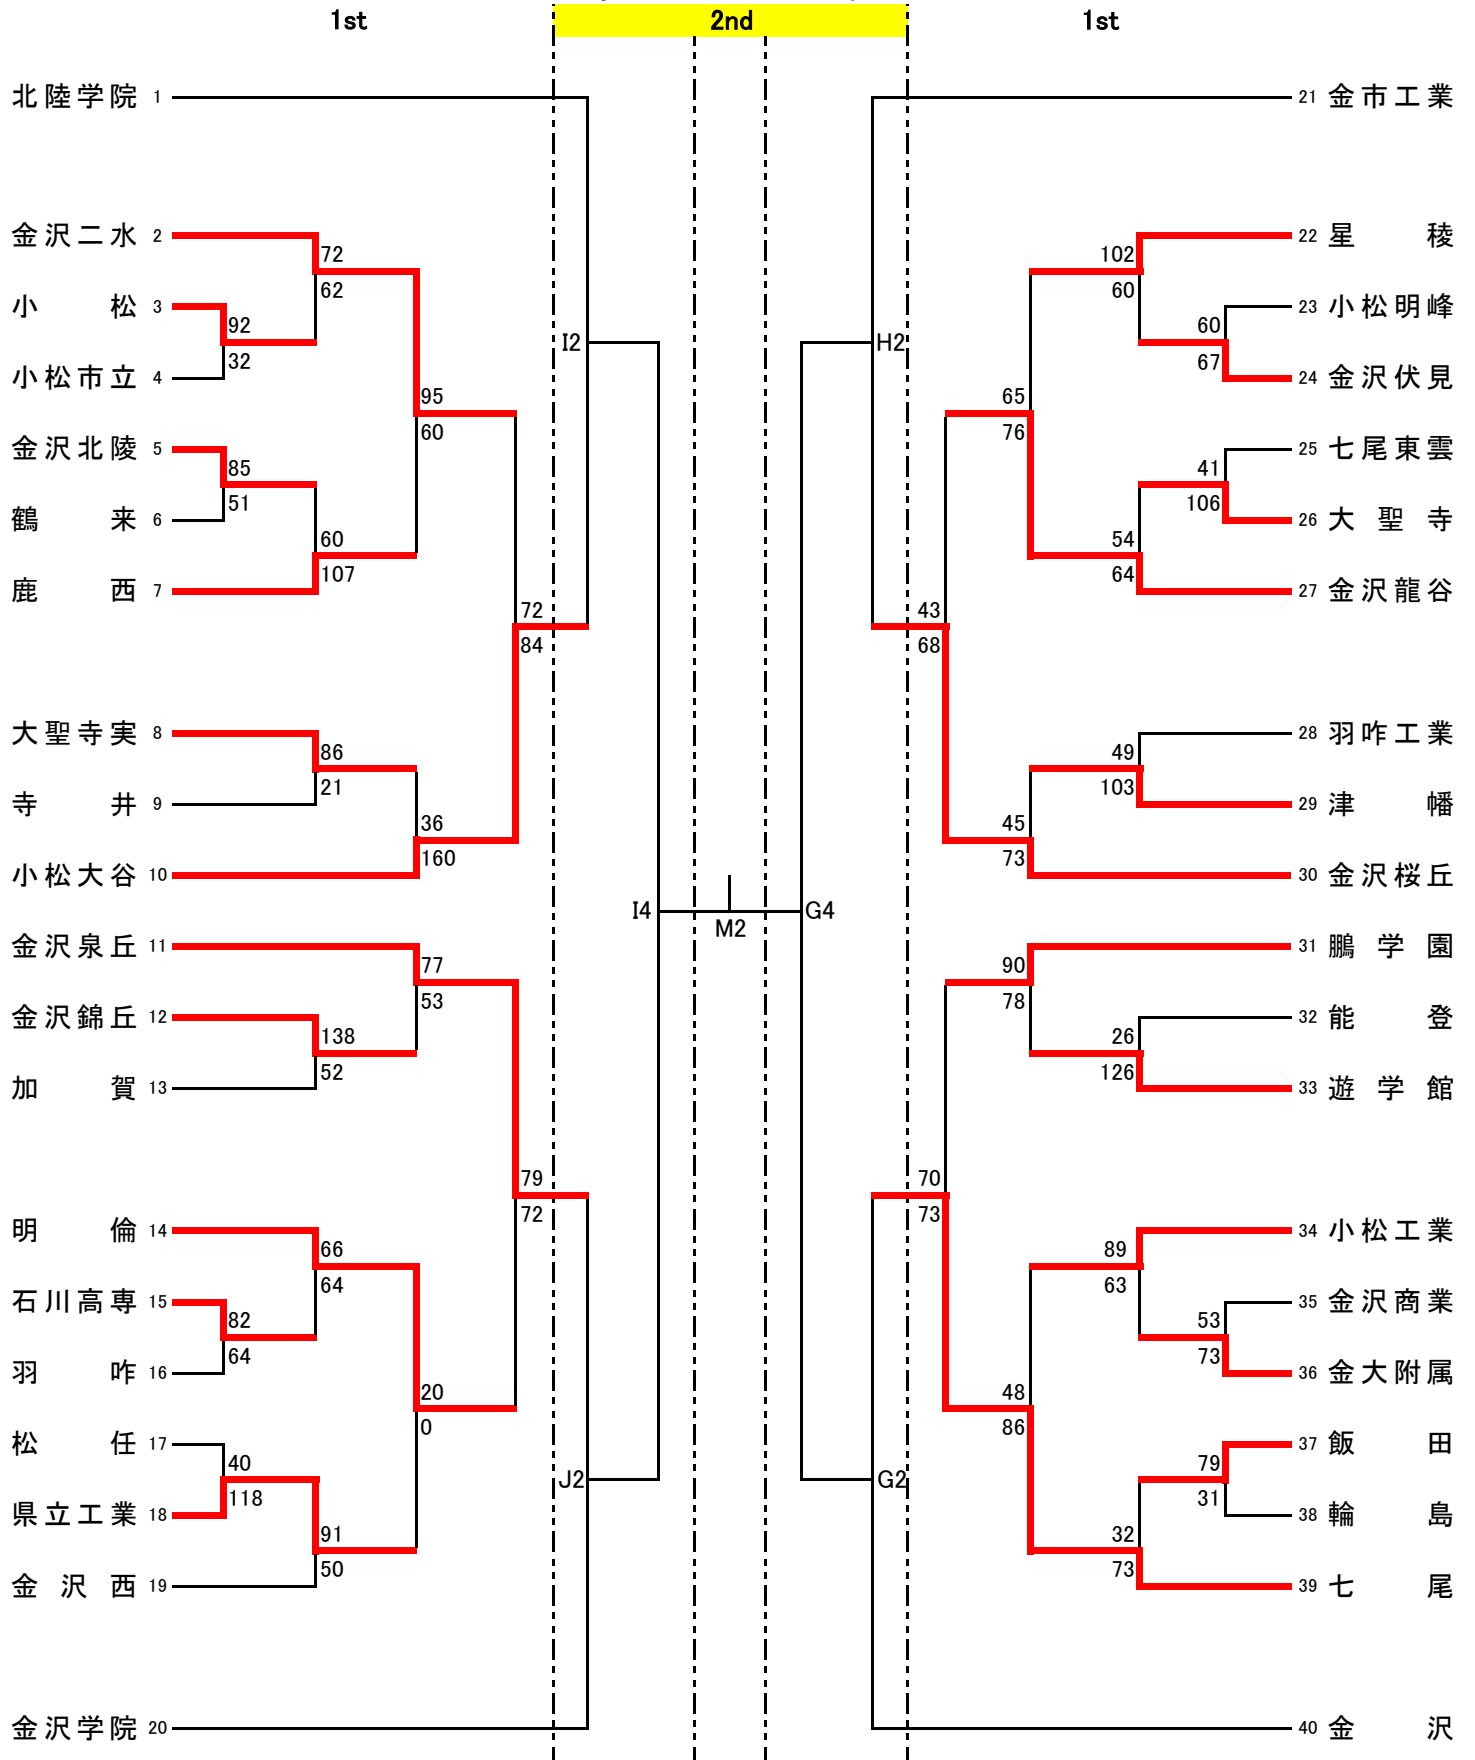 1st 2nd 1st
北陸学院 1
金沢二水 2
72
62
小松 3
92
32
小松市立 4
95
60
金沢北陵 5
85
51
鶴来 6
60
107
鹿西 7
72
84
大聖寺実 8
86
21
寺井 9
36
160
小松大谷 10
金沢泉丘 11
77
53
金沢錦丘 12
138
52
加賀 13
79
72
明倫 14
66
64
石川高専 15
82
64
羽咋 16
20
0
松任 17
40
118
県立工業 18
91
50
金沢西 19
金沢学院 20
I2
I4
J2
M2
H2
G4
G2
21 金市工業
22 星稜
102
60
23 小松明峰
60
67
24 金沢伏見
65
76
25 七尾東雲
41
106
26 大聖寺
54
64
27 金沢龍谷
43
68
28 羽咋工業
49
103
29 津幡
45
73
30 金沢桜丘
31 鵬学園
90
78
32 能登
26
126
33 遊学館
70
73
34 小松工業
89
63
35 金沢商業
53
73
36 金大附属
48
86
37 飯田
79
31
38 輪島
32
73
39 七尾
40 金沢